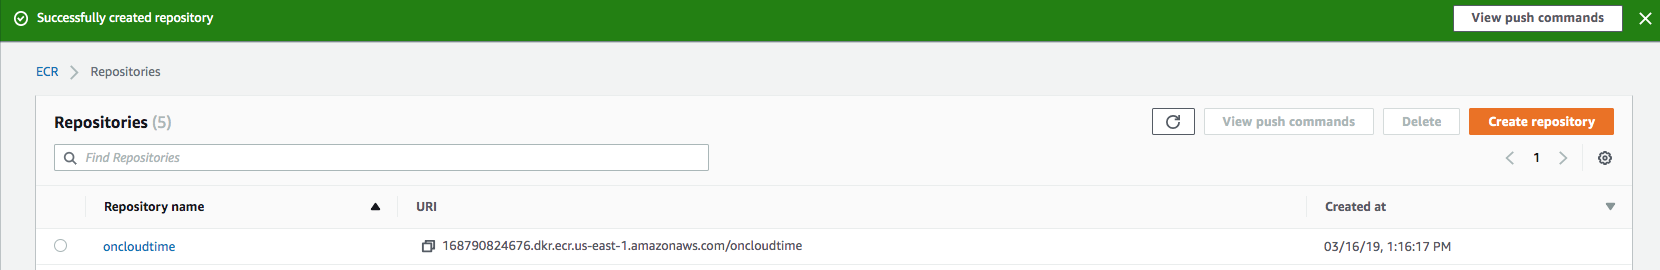 Successfully created repository View push commands
ECR Repositories
Repositories (5) View push commands Delete Create repository
Find Repositories 1
Repository name URI Created at
oncloudtime 168790824676.dkr.ecr.us-east-1.amazonaws.com/oncloudtime 03/16/19, 1:16:17 PM